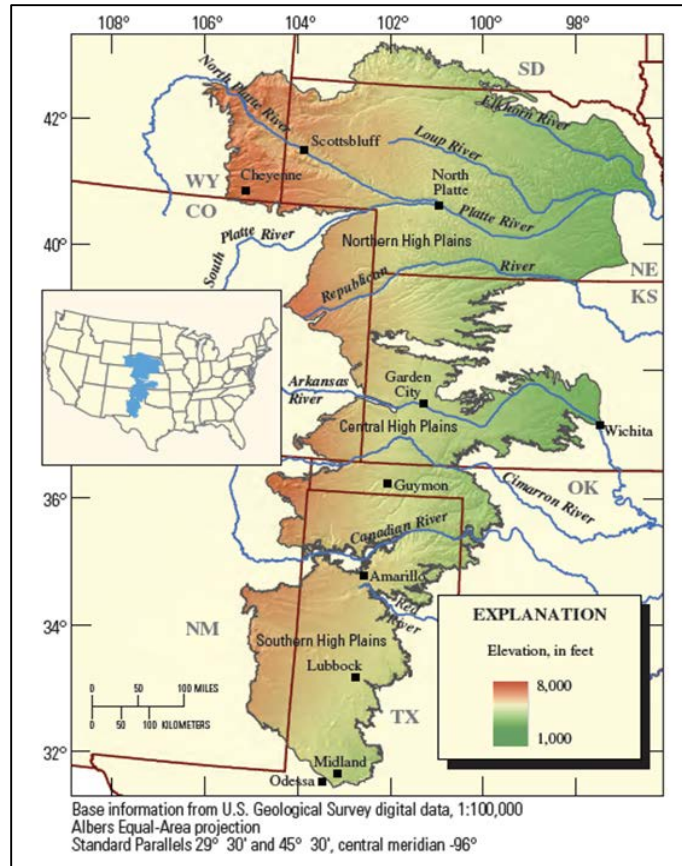 108° 106° 104° 102° 100° 98°
42°
40°
36°
34°
32°
SD
North Platte River
Elkhorn River
Scottsbluff
Loup River
Cheyenne
North
Platte
WY
CO
Platte River
South Platte River
Northern High Plains
Republican River
NE
KS
Garden
City
Arkansas
River
Wichita
Central High Plains
OK
Guymon
Cimarron River
Canadian River
Amarillo
Red
River
NM
Southern High Plains
Lubbock
TX
Midland
Odessa
0 50 100 MILES
0 50 100 KILOMETERS
EXPLANATION
Elevation, in feet
8,000
1,000
Base information from U.S. Geological Survey digital data, 1:100,000
Albers Equal-Area projection
Standard Parallels 29° 30' and 45° 30', central meridian -96°